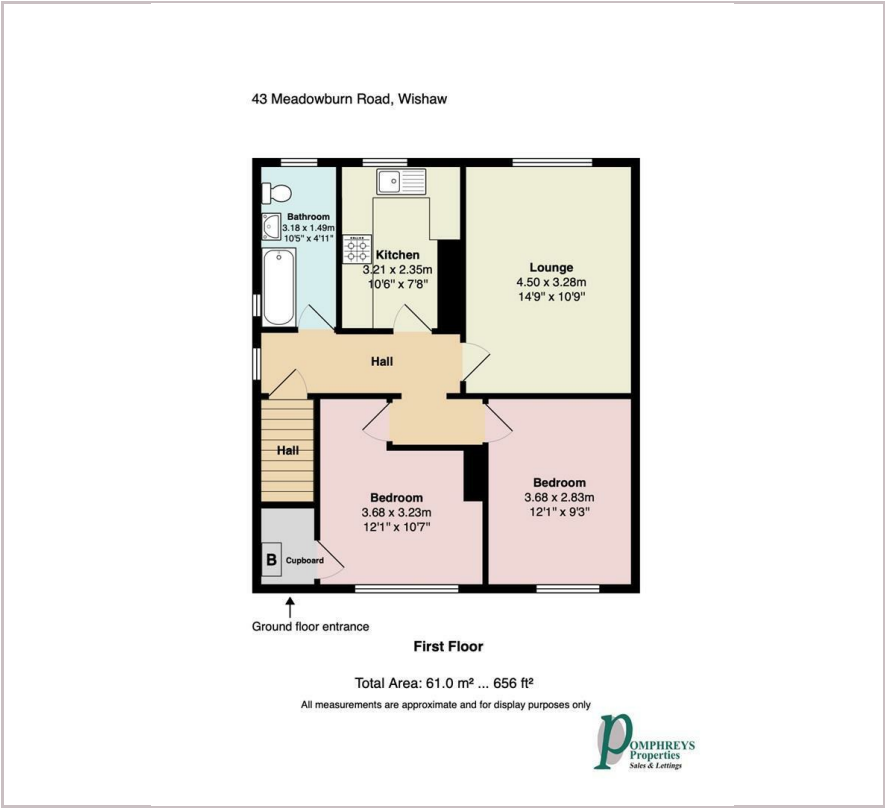 43 Meadowburn Road, Wishaw
Bathroom
3.18 x 1.49m
10'5" x 4'11"
Kitchen
3.21 x 2.35m
10'6" x 7'8"
Lounge
4.50 x 3.28m
14'9" x 10'9"
Hall
Hall
Bedroom
3.68 x 3.23m
12'1" x 10'7"
Bedroom
3.68 x 2.83m
12'1" x 9'3"
B Cupboard
Ground floor entrance
First Floor
Total Area: 61.0 m² ... 656 ft²
All measurements are approximate and for display purposes only
POMPHREYS
Properties
Sales & Lettings